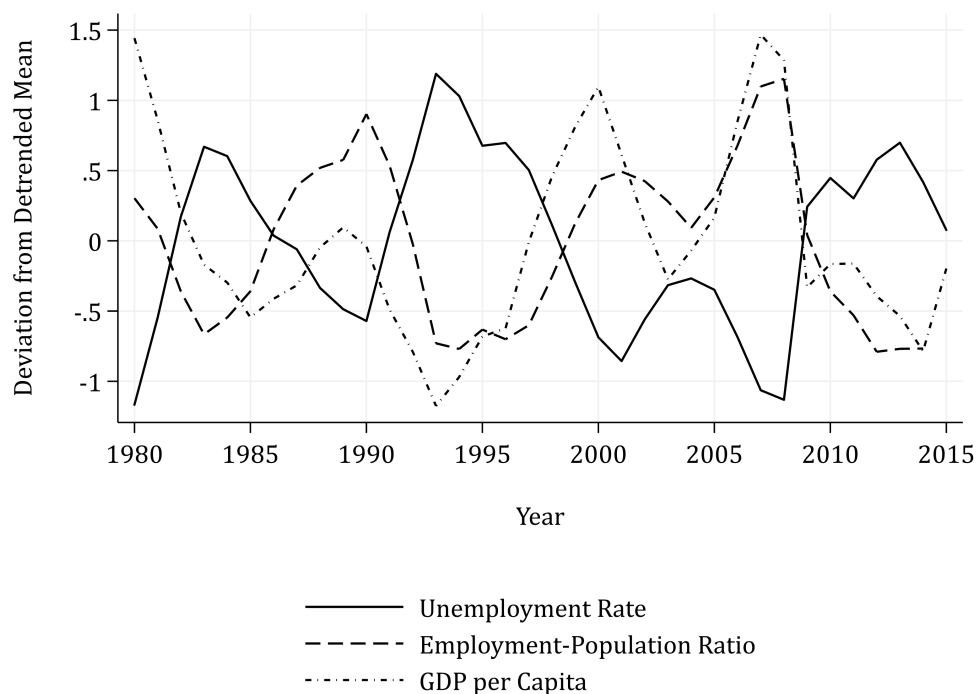 Deviation from Detrended Mean
1.5
1
.5
0
-.5
-1
1980 1985 1990 1995 2000 2005 2010 2015
Year
Unemployment Rate
Employment-Population Ratio
GDP per Capita